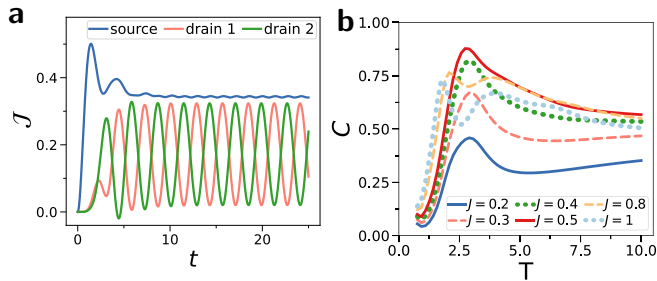 a
source drain 1 drain 2
0.4
0.2
0.0
𝒥
0 10 20
t
b
1.00
0.75
0.50
0.25
0.00
C
J = 0.2 J = 0.4 J = 0.8
J = 0.3 J = 0.5 J = 1
0.0 2.5 5.0 7.5 10.0
T